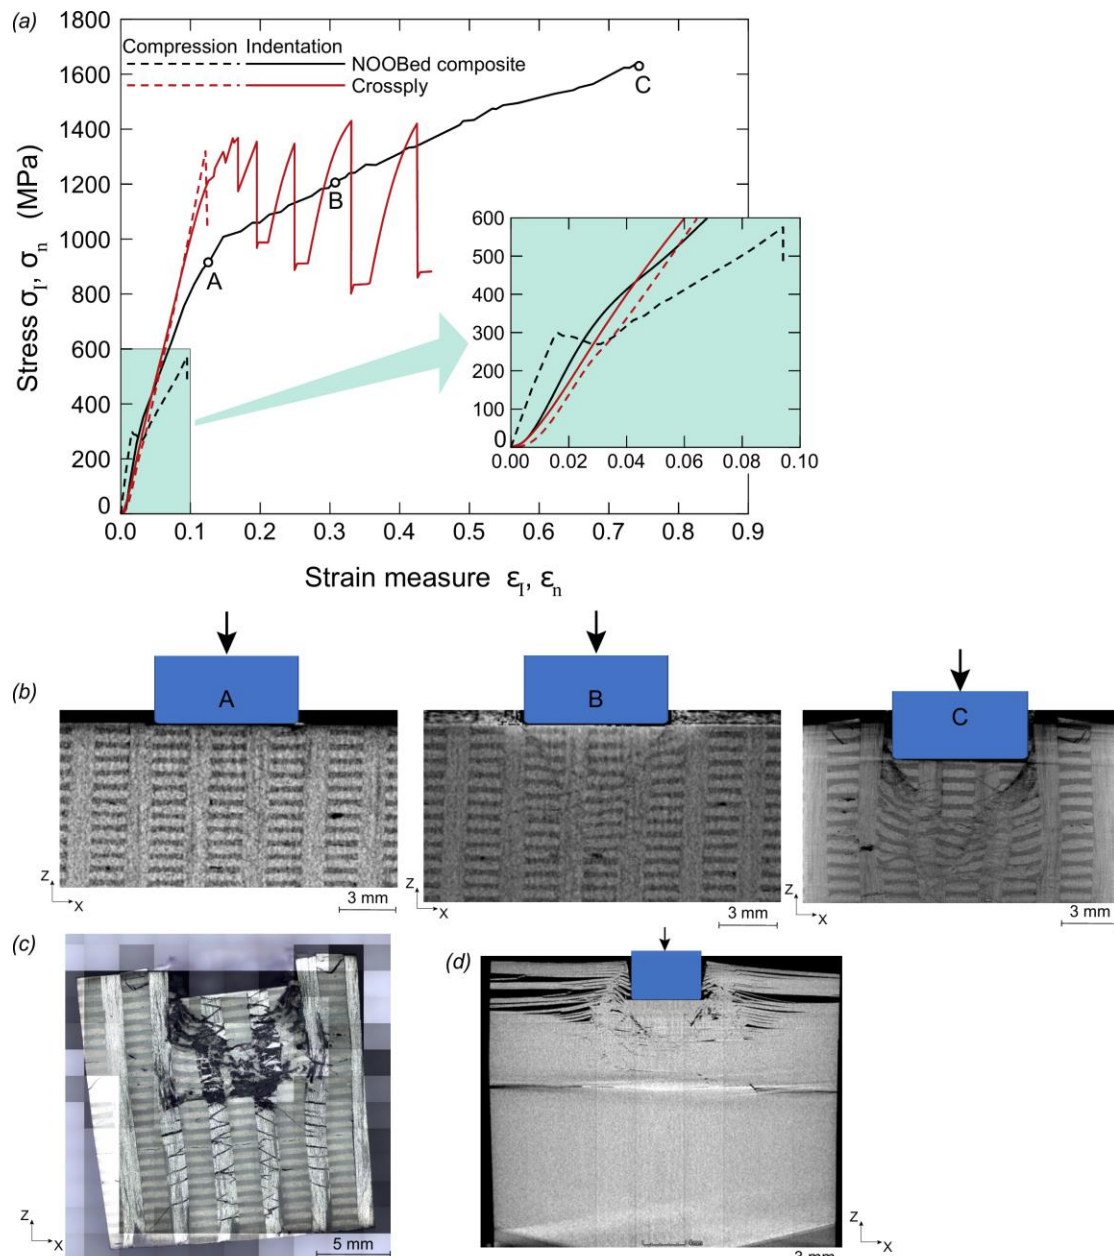 (a)
1800
1600
1400
1200
1000
800
600
400
200
0
Stress σI, σn (MPa)
Compression Indentation
NOOBed composite
Crossply
A
B
C
600
500
400
300
200
100
0
0.00 0.02 0.04 0.06 0.08 0.10
0.0 0.1 0.2 0.3 0.4 0.5 0.6 0.7 0.8 0.9
Strain measure εI, εn
(b)
A
B
C
z
x
3 mm
z
x
3 mm
z
x
3 mm
(c)
z
x
5 mm
(d)
z
x
3 mm